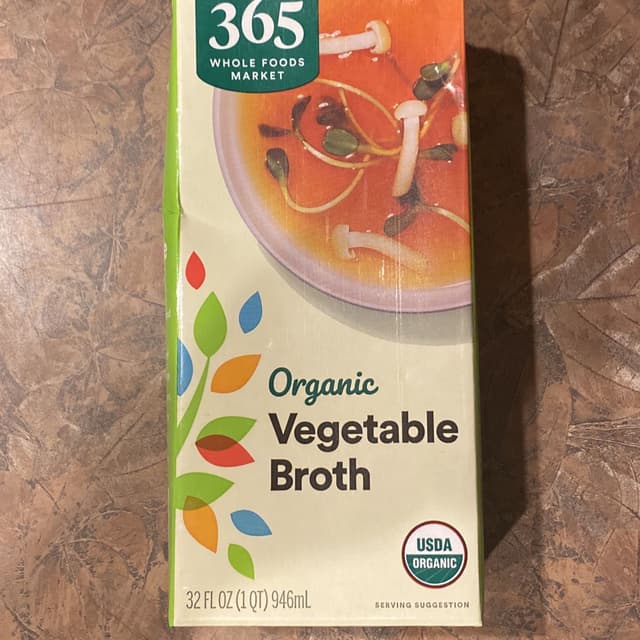 365
WHOLE FOODS
MARKET
Organic
Vegetable
Broth
USDA
ORGANIC
32 FL OZ (1 QT) 946mL
SERVING SUGGESTION